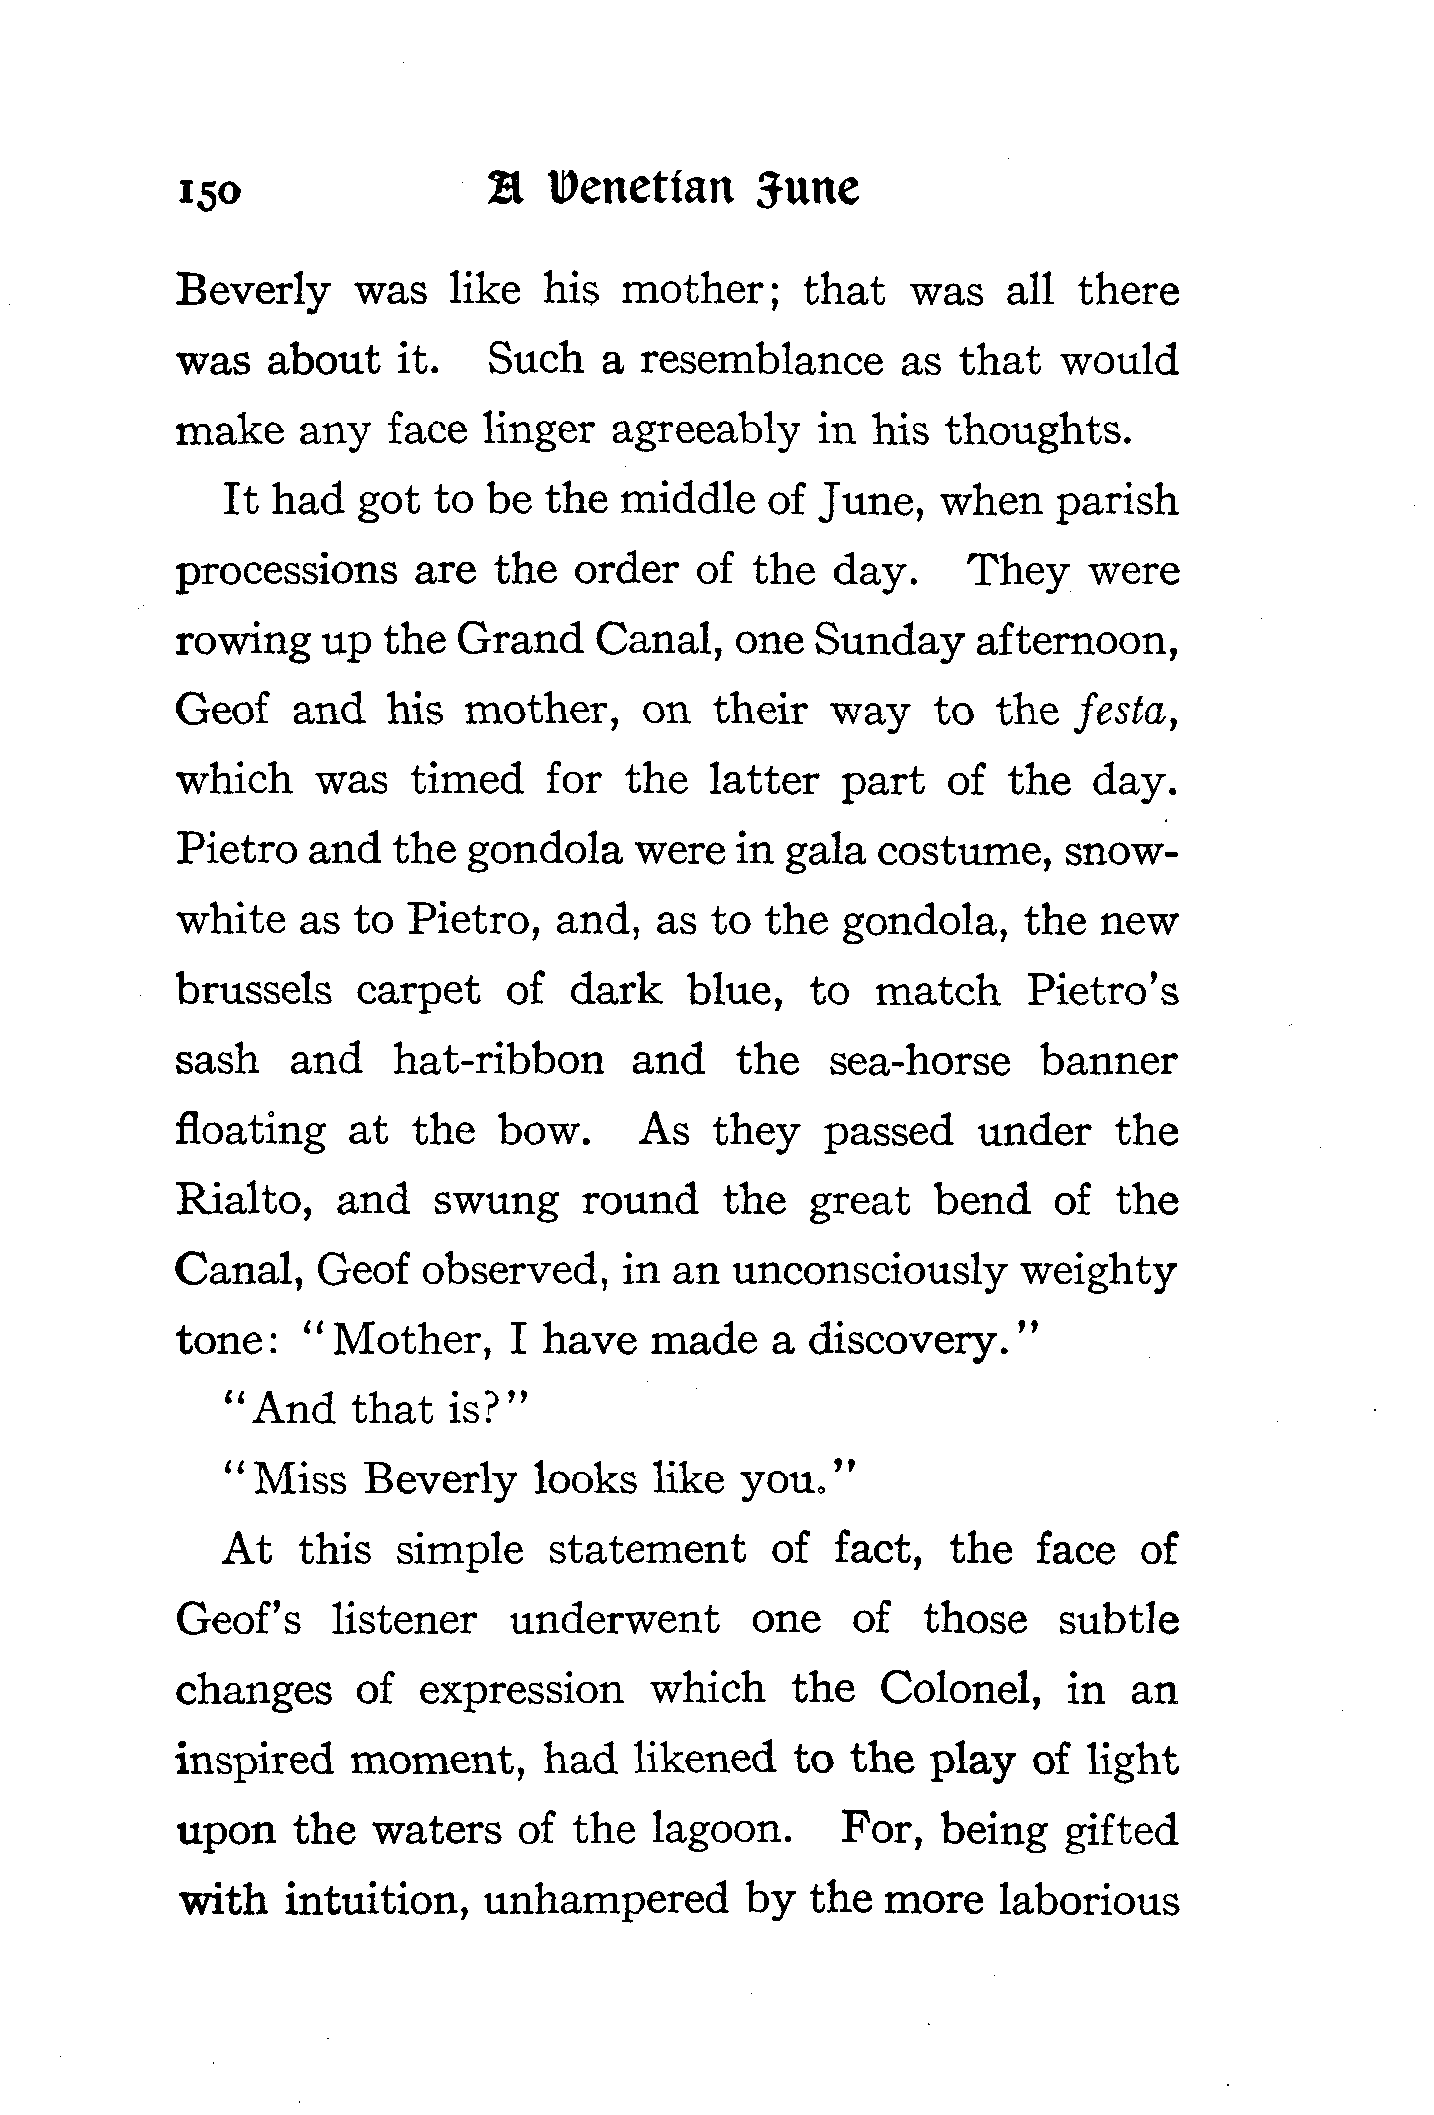 150 A Venetian June
Beverly was like his mother; that was all there
was about it. Such a resemblance as that would
make any face linger agreeably in his thoughts.
It had got to be the middle of June, when parish
processions are the order of the day. They were
rowing up the Grand Canal, one Sunday afternoon,
Geof and his mother, on their way to the festa,
which was timed for the latter part of the day.
Pietro and the gondola were in gala costume, snow-
white as to Pietro, and, as to the gondola, the new
brussels carpet of dark blue, to match Pietro's
sash and hat-ribbon and the sea-horse banner
floating at the bow. As they passed under the
Rialto, and swung round the great bend of the
Canal, Geof observed, in an unconsciously weighty
tone: "Mother, I have made a discovery."
"And that is?"
"Miss Beverly looks like you."
At this simple statement of fact, the face of
Geof's listener underwent one of those subtle
changes of expression which the Colonel, in an
inspired moment, had likened to the play of light
upon the waters of the lagoon. For, being gifted
with intuition, unhampered by the more laborious